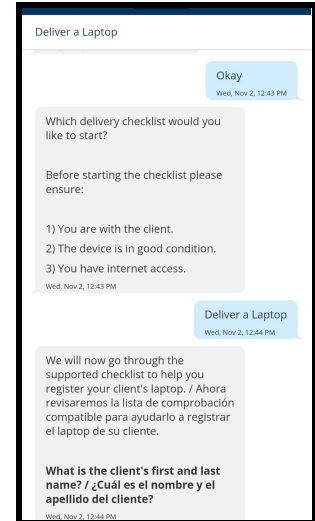 Deliver a Laptop
Okay
Wed, Nov 2, 12:43 PM
Which delivery checklist would you
like to start?
Before starting the checklist please
ensure:
1) You are with the client.
2) The device is in good condition.
3) You have internet access.
Wed, Nov 2, 12:43 PM
Deliver a Laptop
Wed, Nov 2, 12:44 PM
We will now go through the
supported checklist to help you
register your client's laptop. / Ahora
revisaremos la lista de comprobación
compatible para ayudarlo a registrar
el laptop de su cliente.
What is the client's first and last
name? / ¿Cuál es el nombre y el
apellido del cliente?
Wed, Nov 2, 12:44 PM